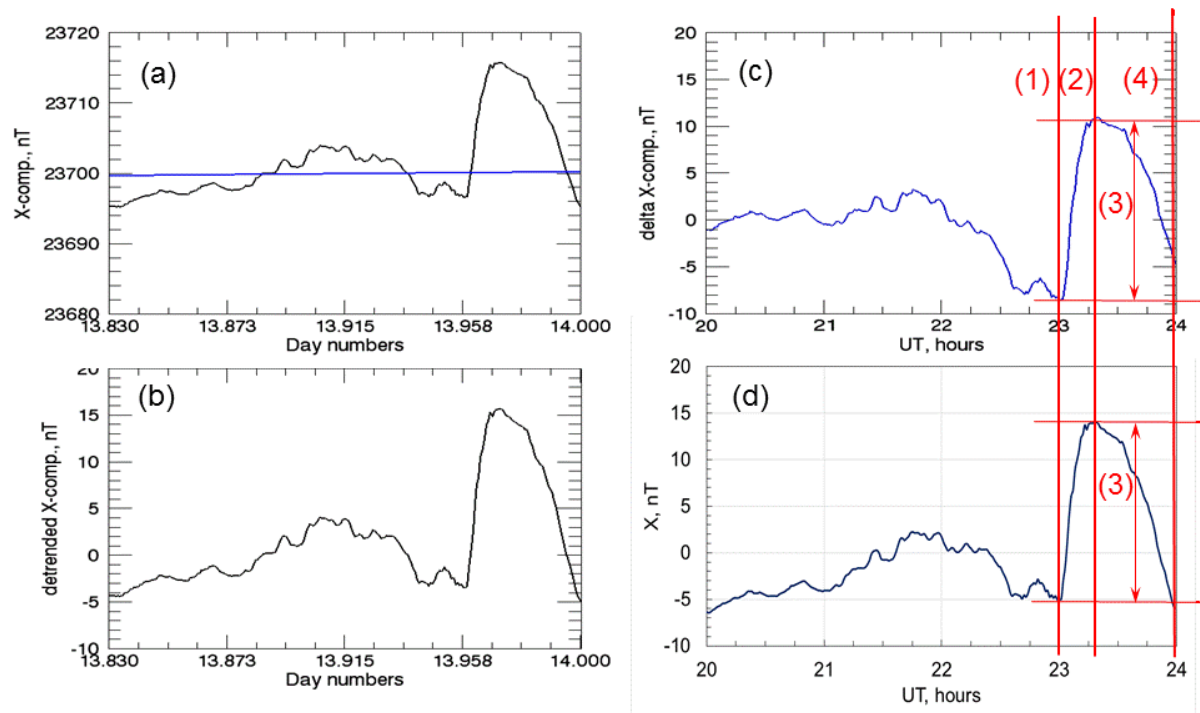 (a)
X-comp., nT
23720
23710
23700
23690
23680
13.830 13.873 13.915 13.958 14.000
Day numbers
(b)
detrended X-comp., nT
20
15
10
5
0
-5
-10
13.830 13.873 13.915 13.958 14.000
Day numbers
(c)
(1) (2) (4)
(3)
delta X-comp., nT
20
15
10
5
0
-5
-10
20 21 22 23 24
UT, hours
(d)
(3)
X, nT
20
15
10
5
0
-5
-10
20 21 22 23 24
UT, hours